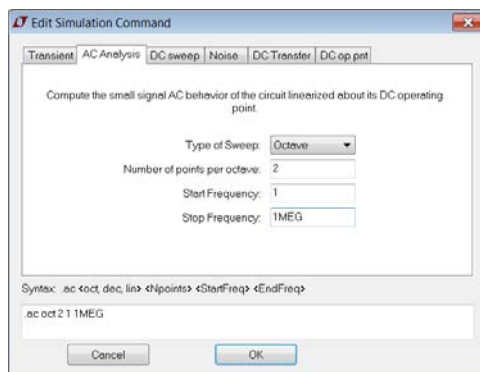 Edit Simulation Command
Transient AC Analysis DC sweep Noise DC Transfer DC op pnt
Compute the small signal AC behavior of the circuit linearized about its DC operating
point.
Type of Sweep: Octave
Number of points per octave: 2
Start Frequency: 1
Stop Frequency: 1MEG
Syntax: .ac <oct, dec, lin> <Npoints> <StartFreq> <EndFreq>
.ac oct 2 1 1MEG
Cancel OK